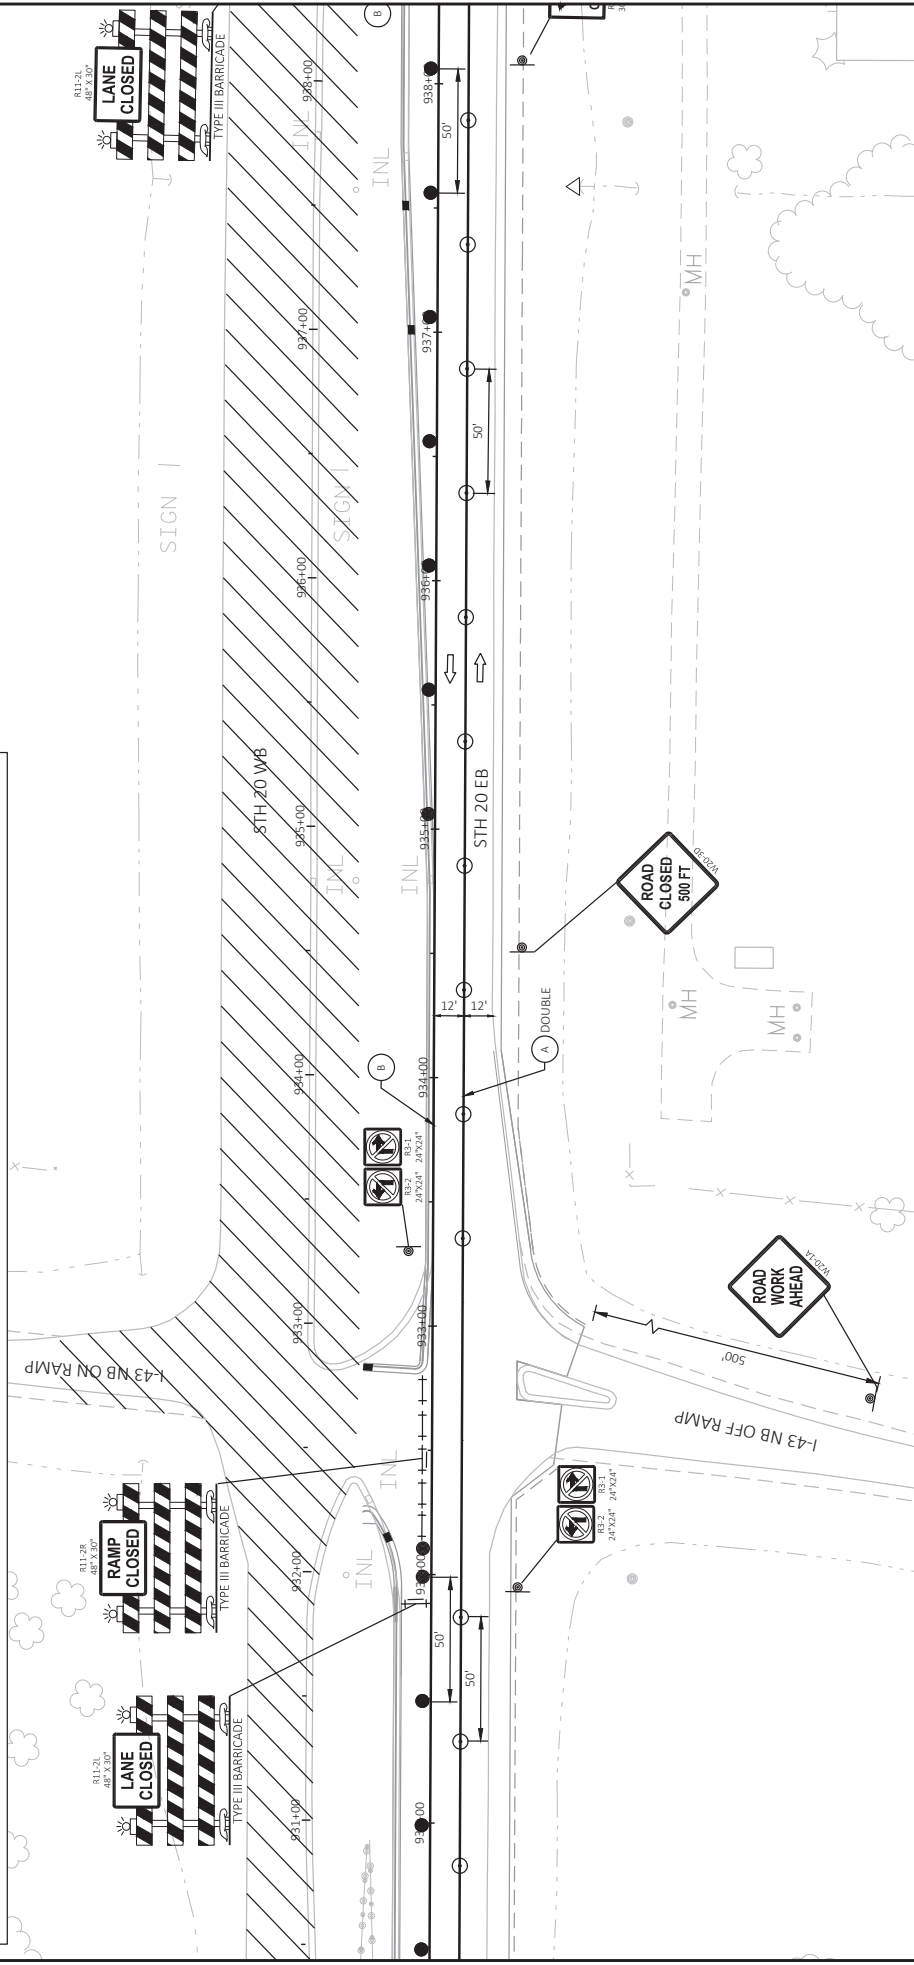 R11-2L
48" X 30"
LANE
CLOSED
TYPE III BARRICADE
B
938+00
INL
INL
938+
50'
MH
937+00
937+
50'
SIGN
SIGN
936+00
936+
STH 20 WB
STH 20 EB
935+00
935+
INL
INL
ROAD
CLOSED
500 FT
W20-3D
12'
12'
A
DOUBLE
MH
MH
B
934+00
934+00
R3-1
24"X24"
R3-2
24"X24"
933+00
933+00
ROAD
WORK
AHEAD
W20-1A
500'
I-43 NB ON RAMP
I-43 NB OFF RAMP
R11-2R
48" X 30"
RAMP
CLOSED
TYPE III BARRICADE
INL
INL
932+00
R3-1
24"X24"
R3-2
24"X24"
50'
50'
R11-2L
48" X 30"
LANE
CLOSED
TYPE III BARRICADE
931+00